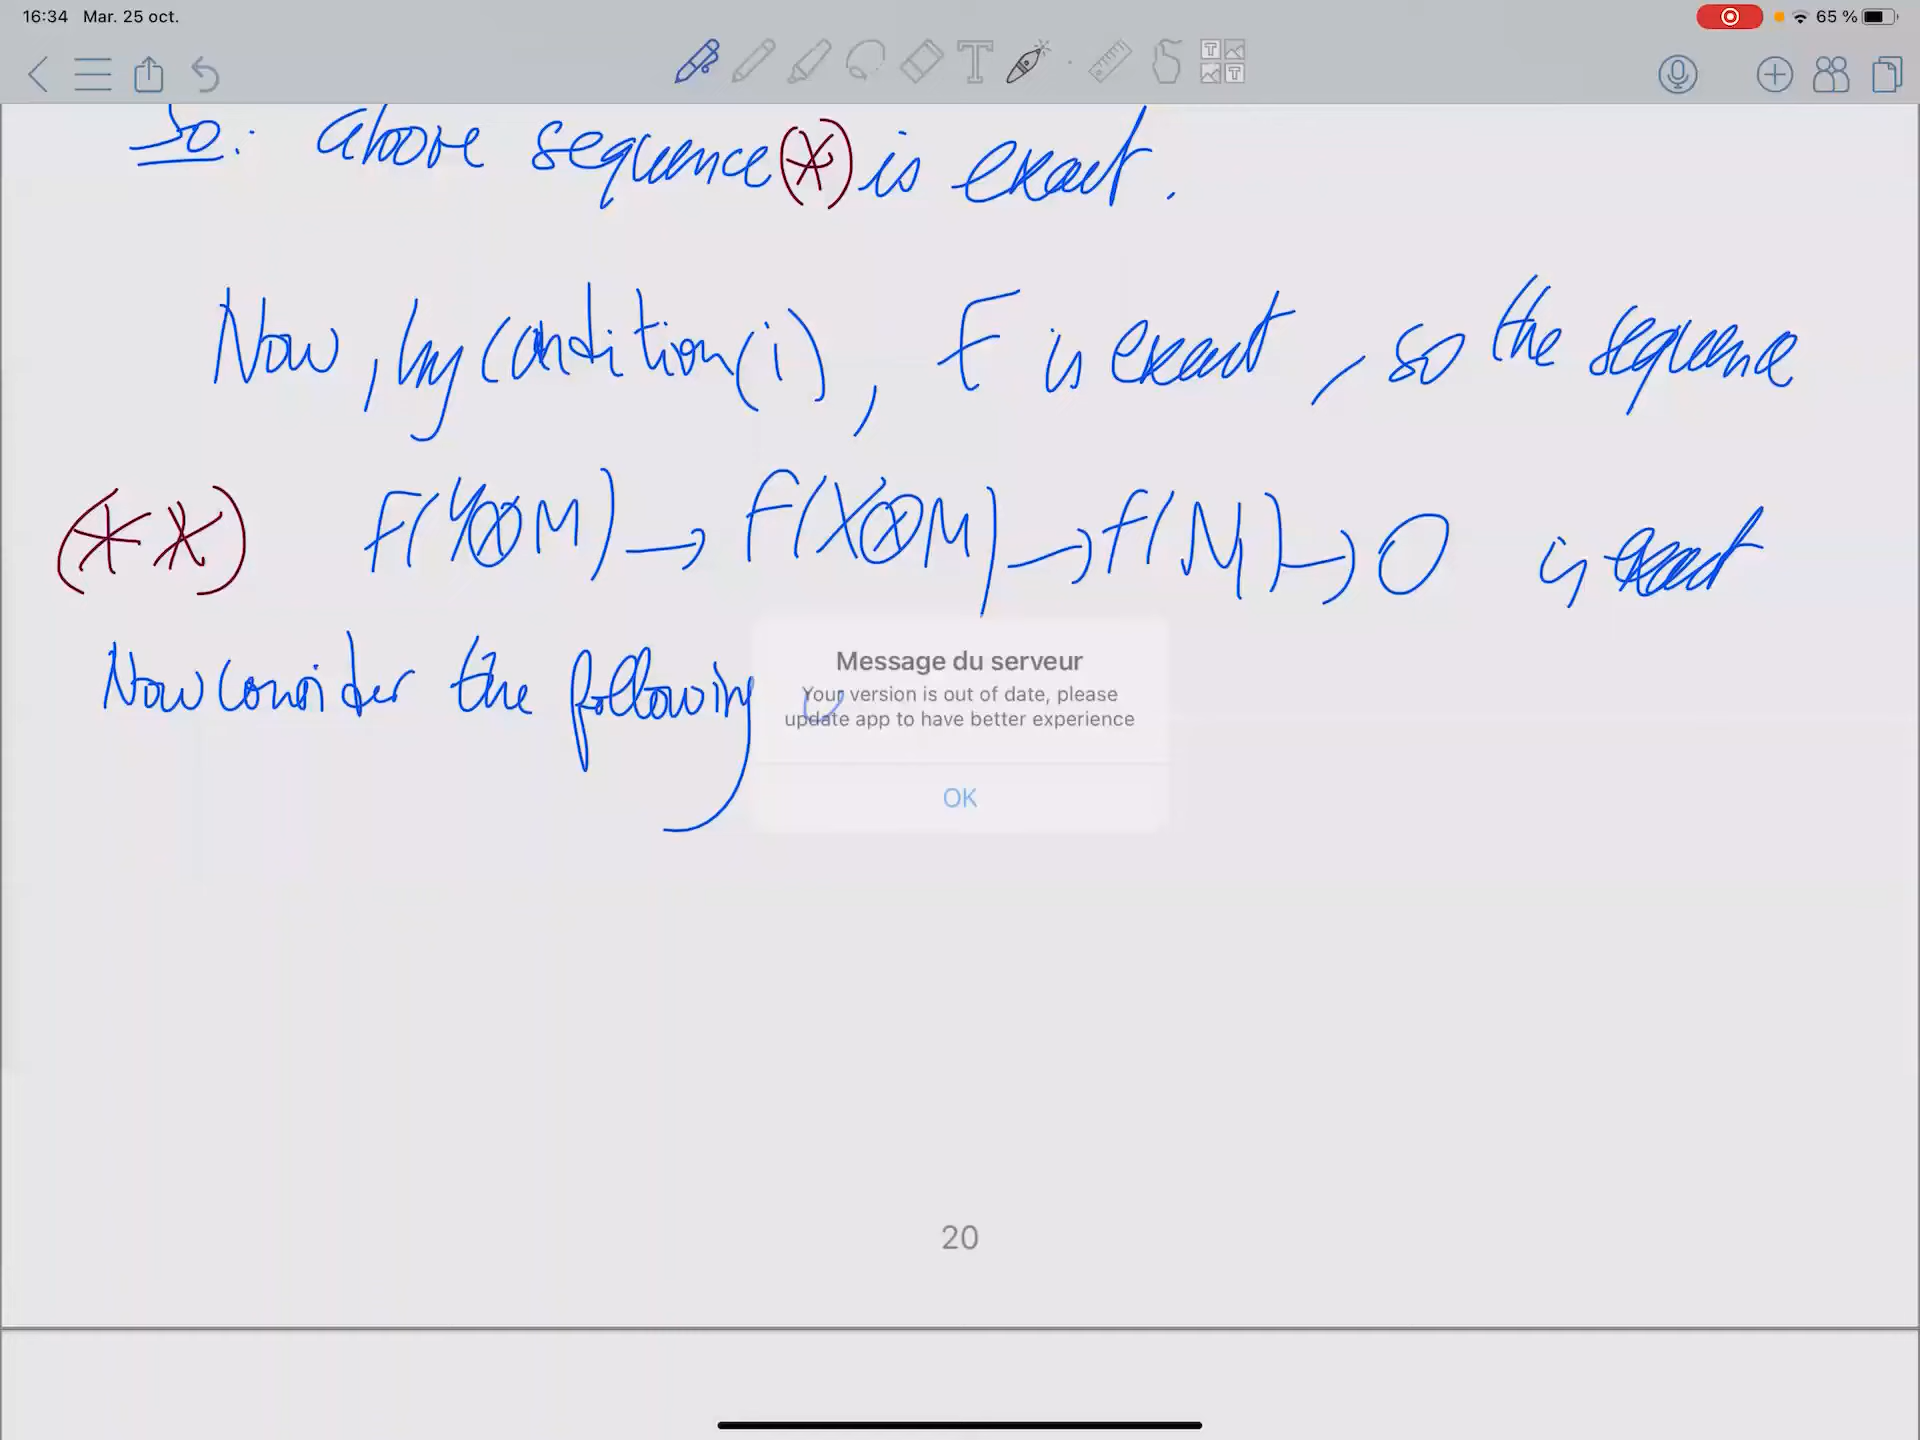 16:34 Mar. 25 oct. 65 %
So: above sequence (*) is exact.
Now, by condition (i), F is exact, so the sequence
(**) F(Y⊗M) → F(X⊗M) → F(N) → 0 is exact
Now consider the following
Message du serveur
Your version is out of date, please
update app to have better experience
OK
20